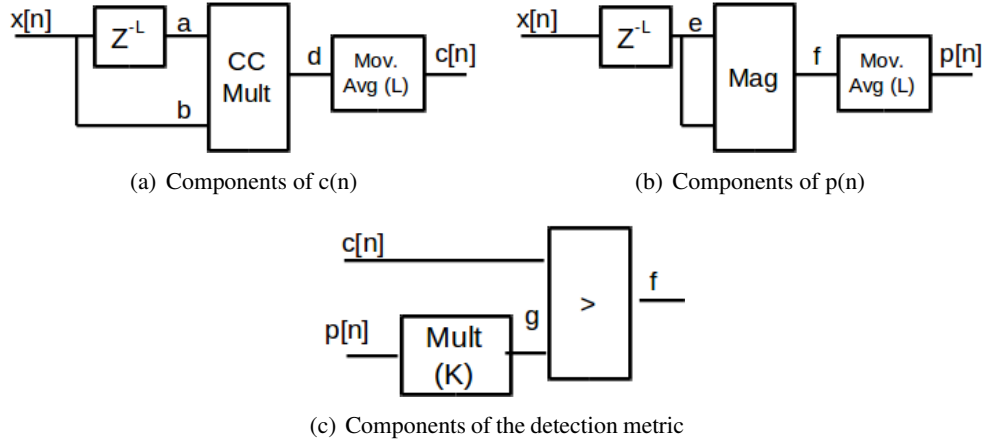 x[n]
Z-L
a
b
CC
Mult
d
Mov.
Avg (L)
c[n]
(a) Components of c(n)
x[n]
Z-L
e
Mag
f
Mov.
Avg (L)
p[n]
(b) Components of p(n)
c[n]
p[n]
Mult
(K)
g
>
f
(c) Components of the detection metric